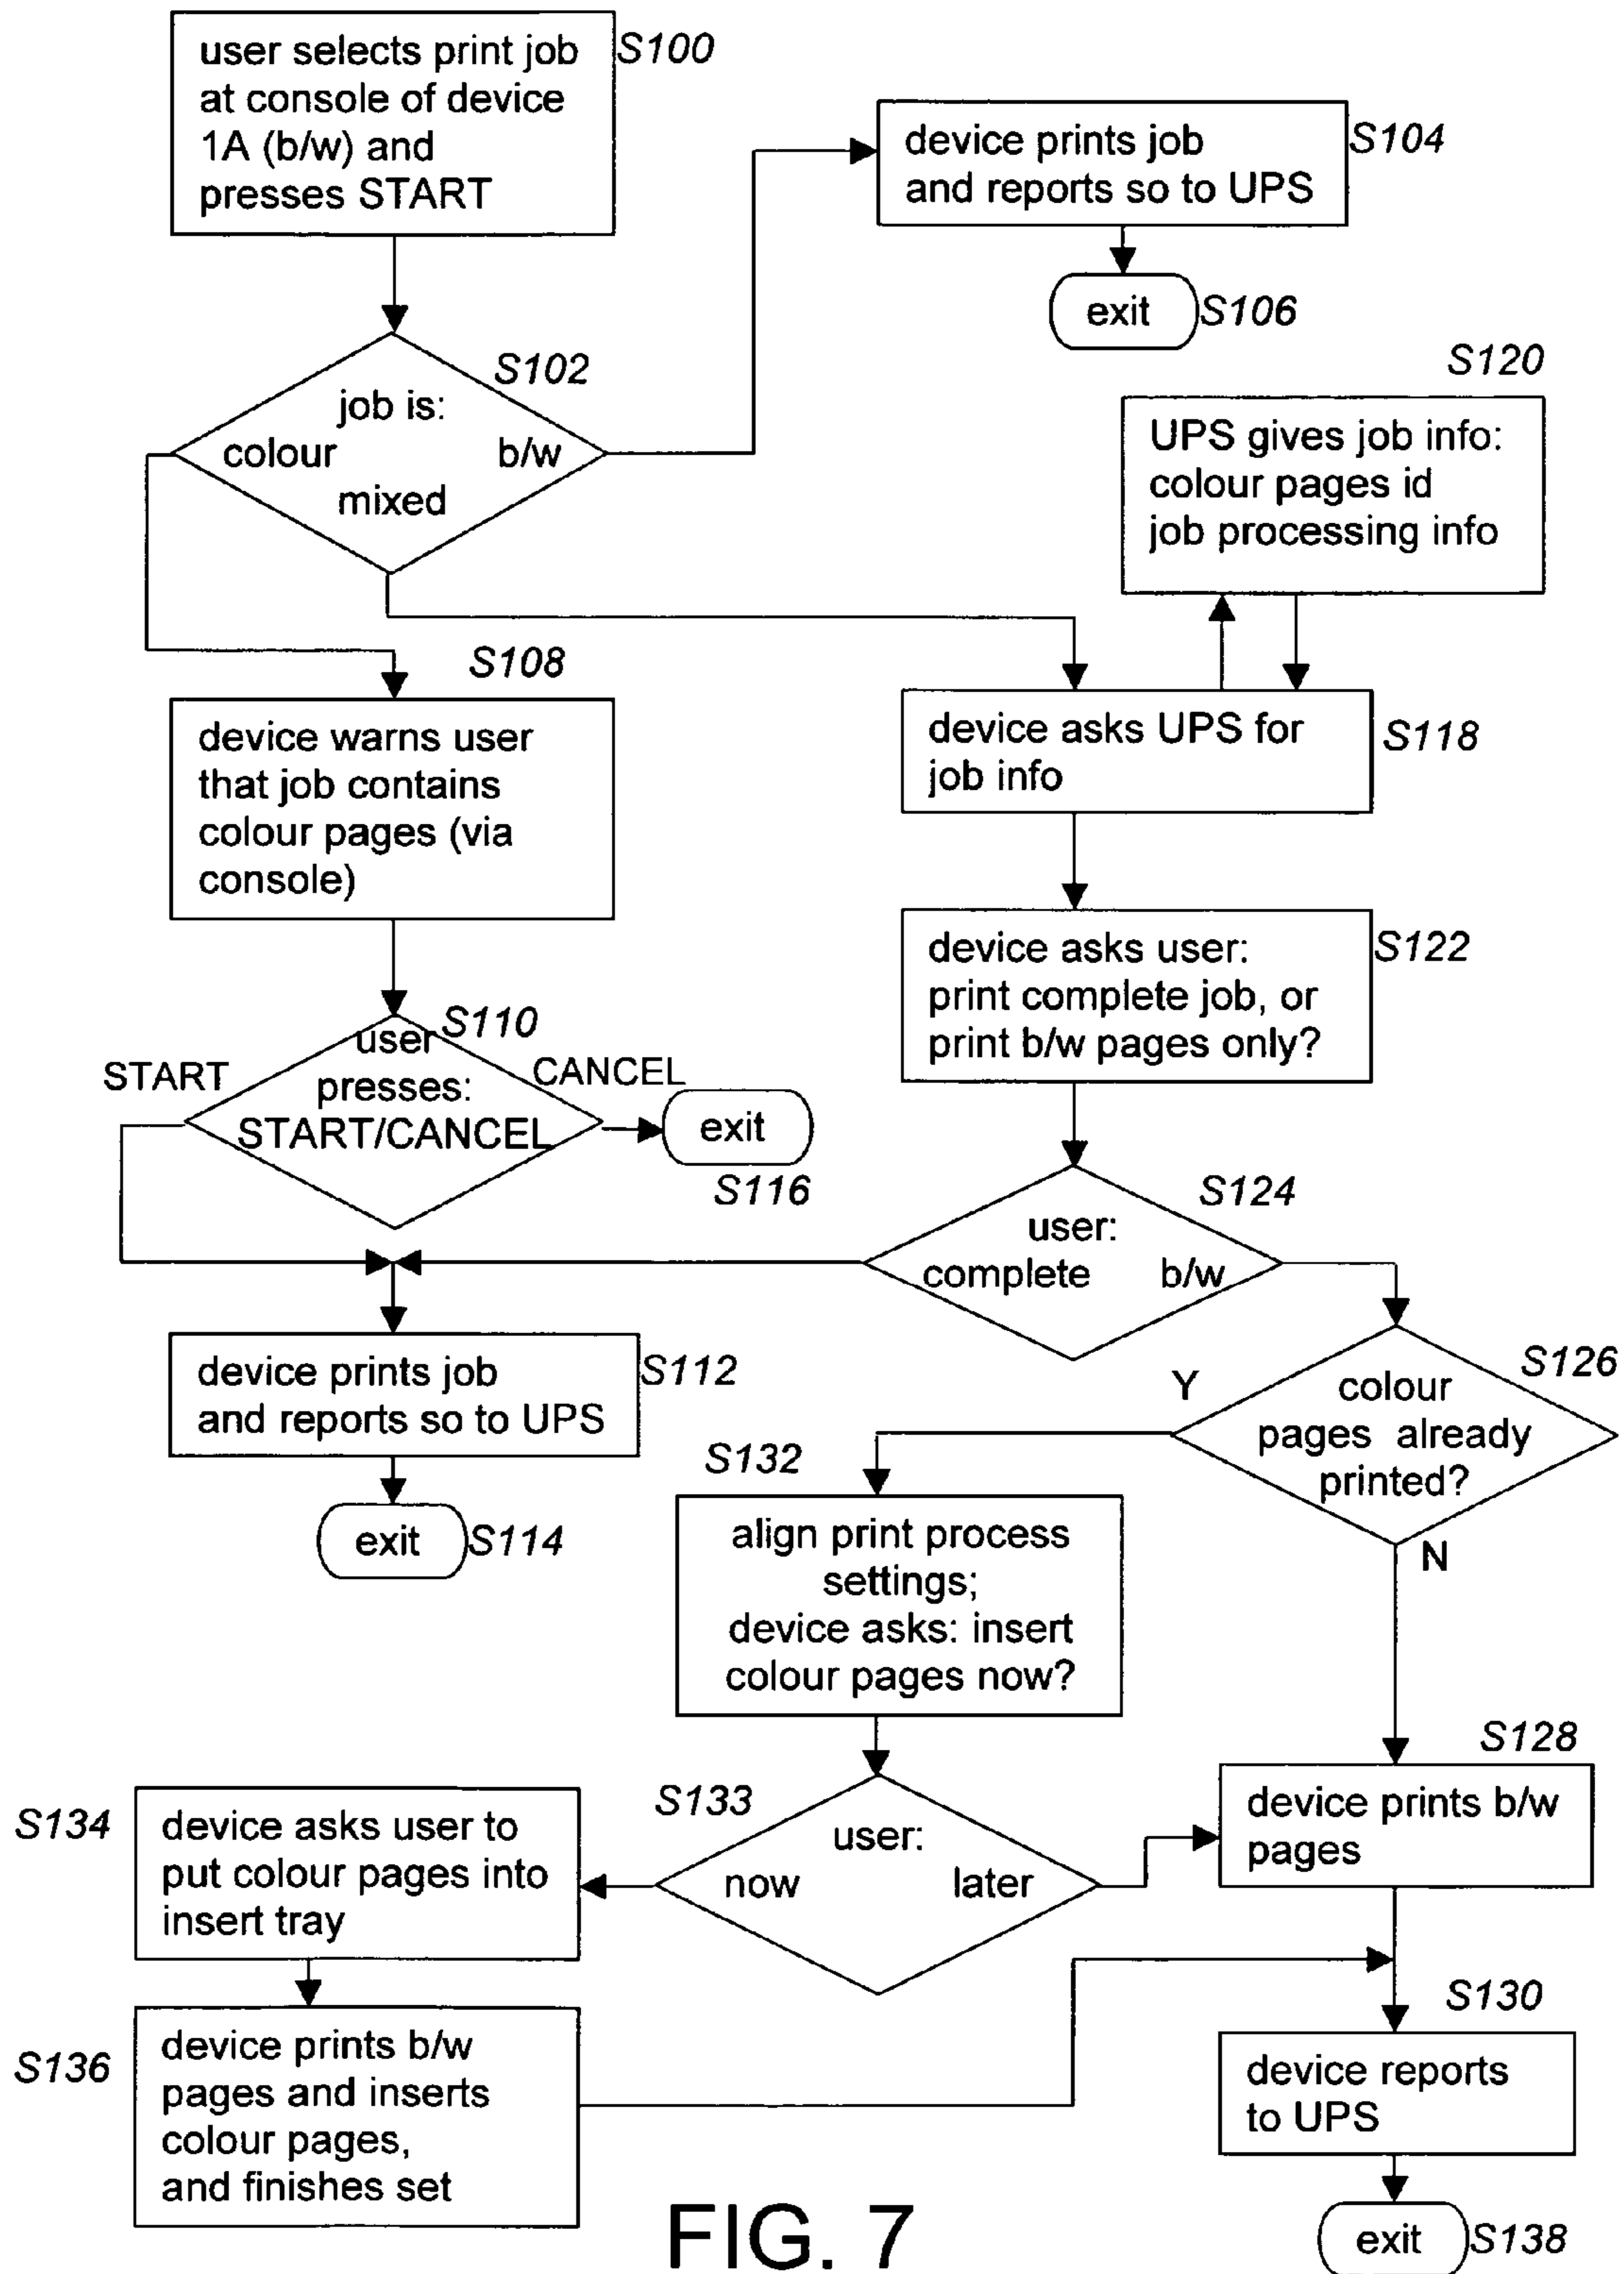 user selects print job
at console of device
1A (b/w) and
presses START
S100
device prints job
and reports so to UPS
S104
exit
S106
S102
job is:
colour b/w
mixed
S120
UPS gives job info:
colour pages id
job processing info
S108
device warns user
that job contains
colour pages (via
console)
device asks UPS for
job info
S118
device asks user:
print complete job, or
print b/w pages only?
S122
S110
user
presses:
START/CANCEL
START
CANCEL
exit
S116
S124
user:
complete b/w
device prints job
and reports so to UPS
S112
exit
S114
S126
colour
pages already
printed?
Y
N
S132
align print process
settings;
device asks: insert
colour pages now?
S128
device prints b/w
pages
S133
user:
now later
S134
device asks user to
put colour pages into
insert tray
S136
device prints b/w
pages and inserts
colour pages,
and finishes set
S130
device reports
to UPS
exit
S138
FIG. 7